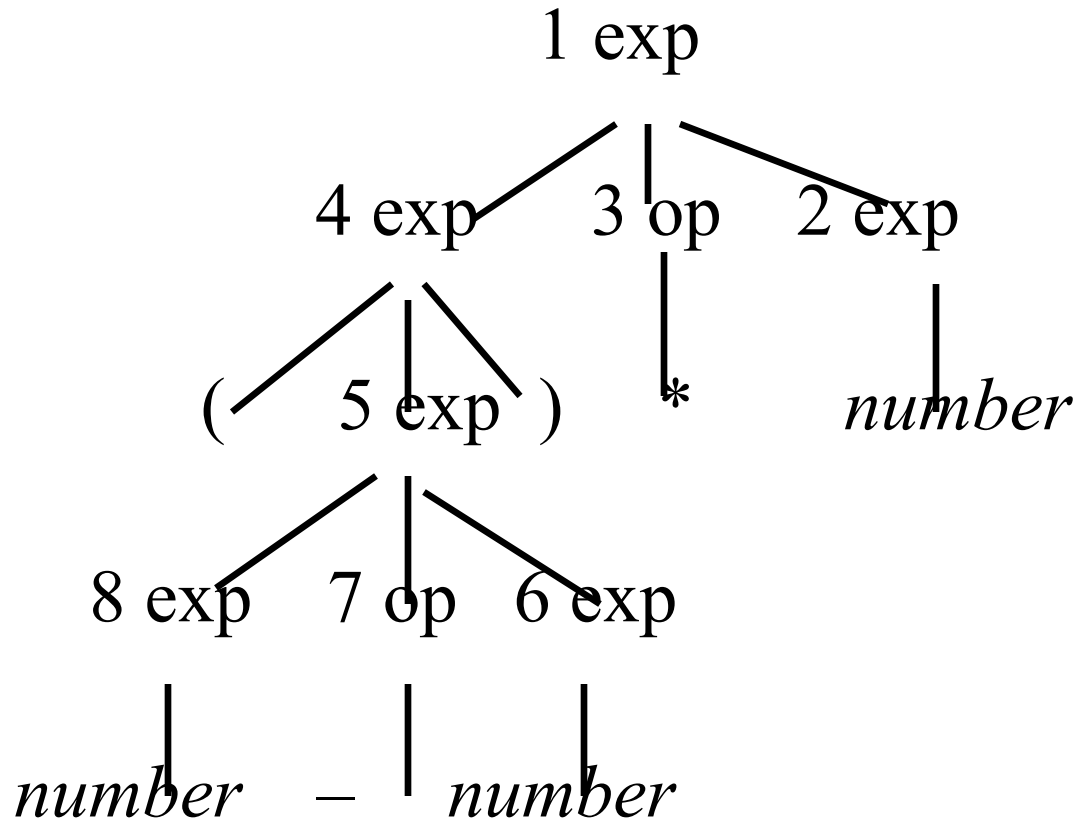 1 exp
4 exp 3 op 2 exp
( 5 exp ) * number
8 exp 7 op 6 exp
number – number